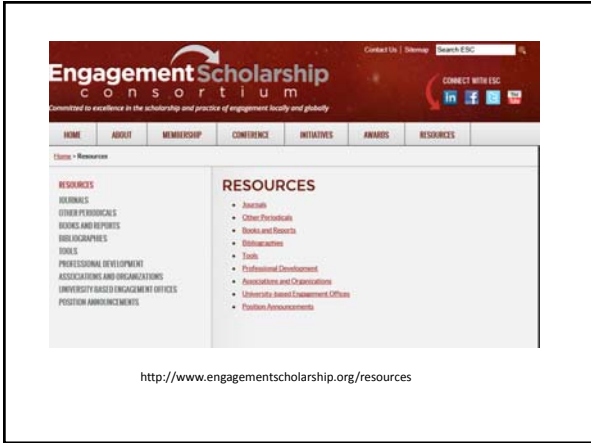 Contact Us | Sitemap Search ESC
Engagement Scholarship
consortium
Committed to excellence in the scholarship and practice of engagement locally and globally
CONNECT WITH ESC
in f You Tube
HOME ABOUT MEMBERSHIP CONFERENCE INITIATIVES AWARDS RESOURCES
Home > Resources
RESOURCES
JOURNALS
OTHER PERIODICALS
BOOKS AND REPORTS
BIBLIOGRAPHIES
TOOLS
PROFESSIONAL DEVELOPMENT
ASSOCIATIONS AND ORGANIZATIONS
UNIVERSITY BASED ENGAGEMENT OFFICES
POSITION ANNOUNCEMENTS
RESOURCES
• Journals
• Other Periodicals
• Books and Reports
• Bibliographies
• Tools
• Professional Development
• Associations and Organizations
• University-based Engagement Offices
• Position Announcements
http://www.engagementscholarship.org/resources